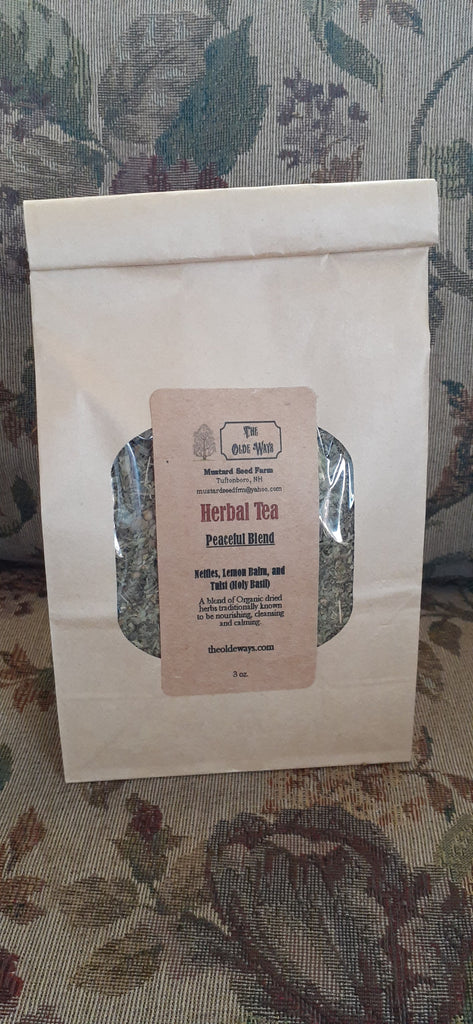 The
Olde Ways
Mustard Seed Farm
Tuftonboro, NH
mustardseedfrm@yahoo.com
Herbal Tea
Peaceful Blend
Nettles, Lemon Balm, and
Tulsi (Holy Basil)
A blend of Organic dried
herbs traditionally known
to be nourishing, cleansing
and calming.
theoldeways.com
3 oz.